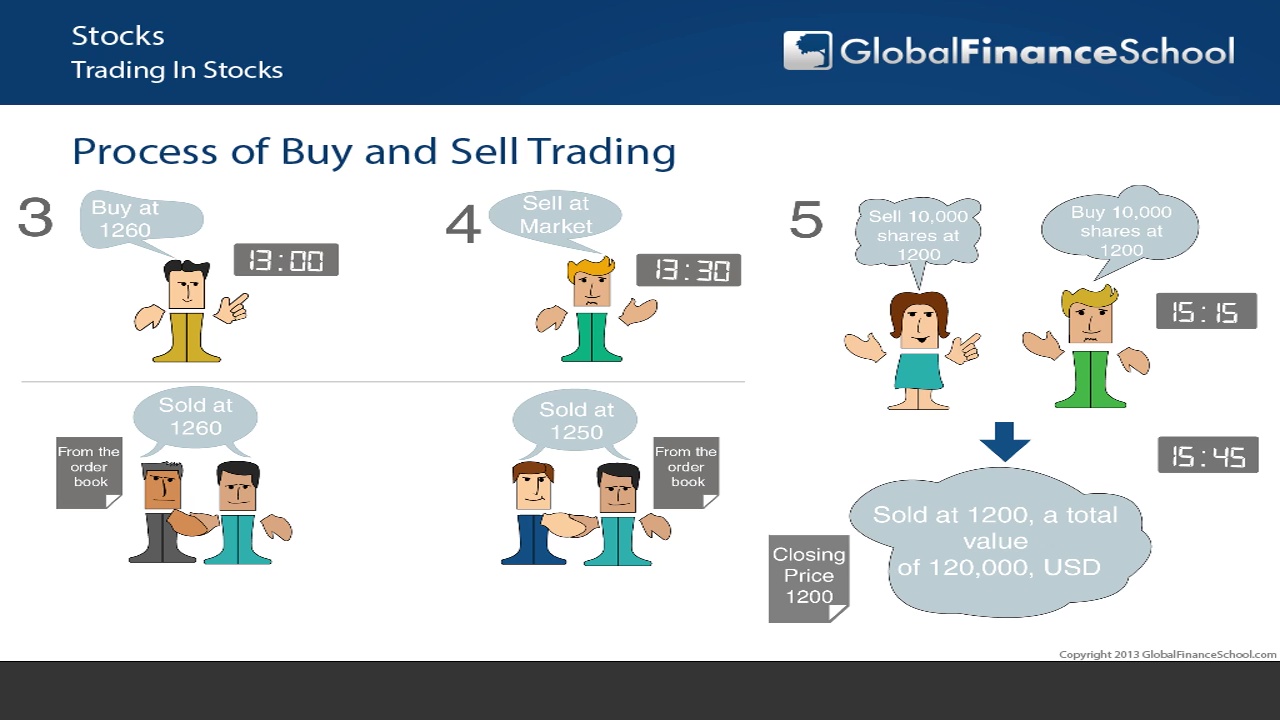 Stocks
Trading In Stocks
GlobalFinanceSchool
Process of Buy and Sell Trading
3
Buy at
1260
13:00
4
Sell at
Market
13:30
5
Sell 10,000
shares at
1200
Buy 10,000
shares at
1200
15:15
Sold at
1260
From the
order
book
Sold at
1250
From the
order
book
15:45
Sold at 1200, a total
value
of 120,000, USD
Closing
Price
1200
Copyright 2013 GlobalFinanceSchool.com